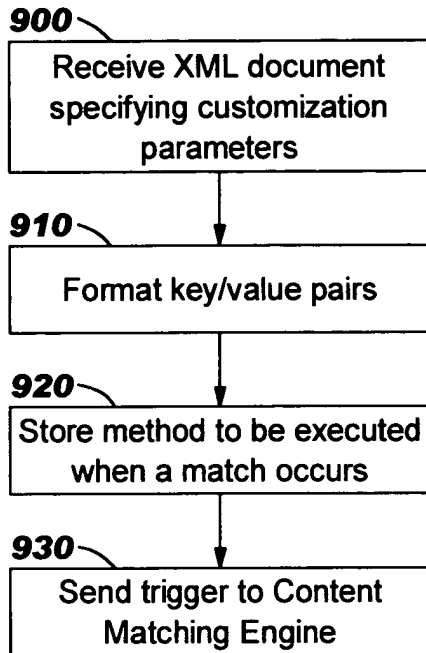 900
Receive XML document
specifying customization
parameters
910
Format key/value pairs
920
Store method to be executed
when a match occurs
930
Send trigger to Content
Matching Engine